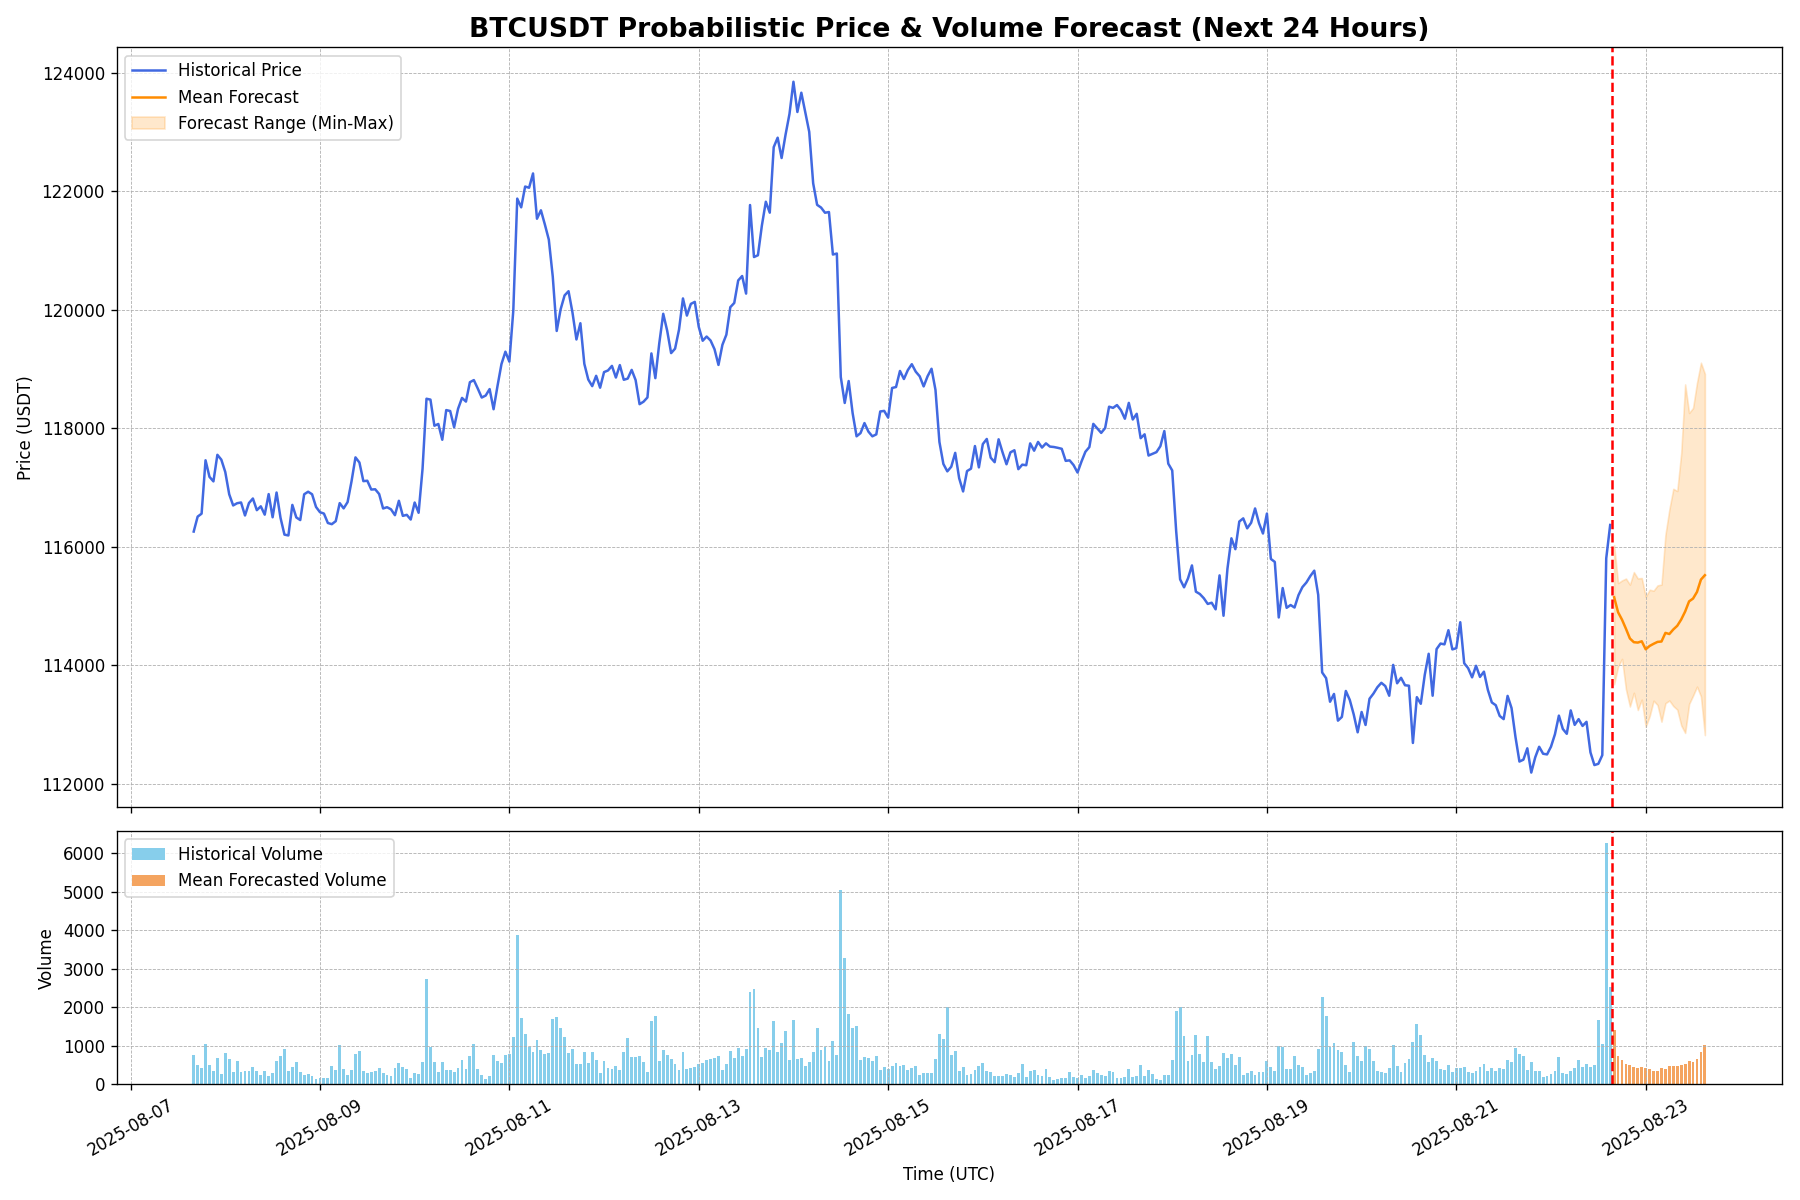 BTCUSDT Probabilistic Price & Volume Forecast (Next 24 Hours)
Historical Price
Mean Forecast
Forecast Range (Min-Max)
Price (USDT)
124000
122000
120000
118000
116000
114000
112000
Historical Volume
Mean Forecasted Volume
Volume
6000
5000
4000
3000
2000
1000
0
2025-08-07
2025-08-09
2025-08-11
2025-08-13
2025-08-15
2025-08-17
2025-08-19
2025-08-21
2025-08-23
Time (UTC)